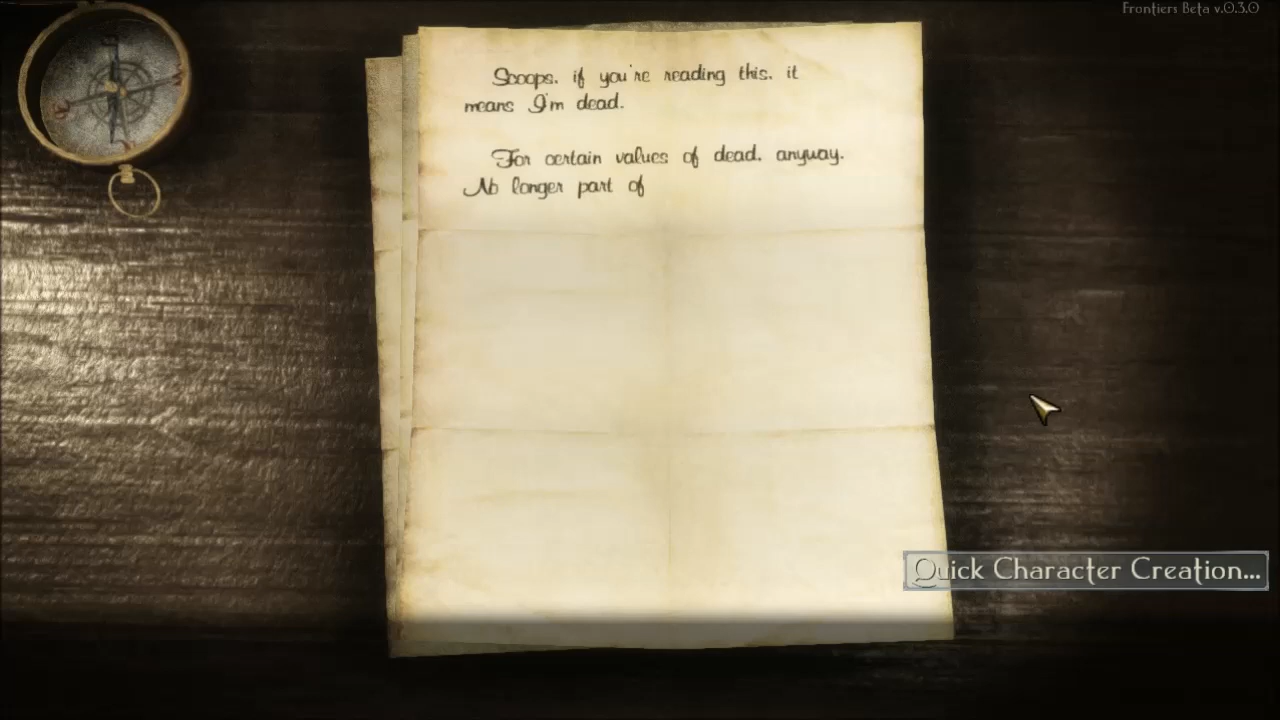 Frontiers Beta v.0.3.0
Scoops, if you're reading this, it
means I'm dead.
For certain values of dead, anyway.
No longer part of
Quick Character Creation...